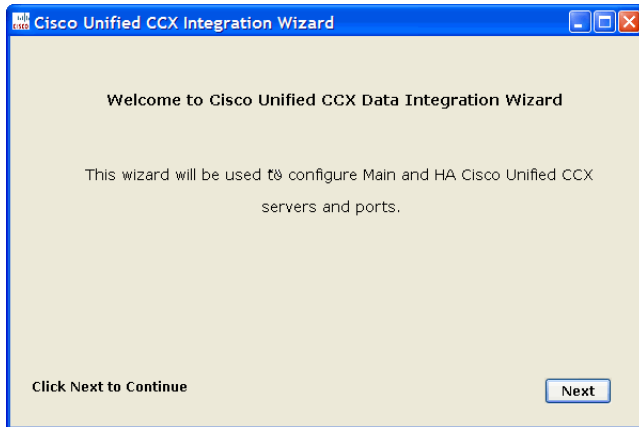 Cisco Unified CCX Integration Wizard
Welcome to Cisco Unified CCX Data Integration Wizard
This wizard will be used to configure Main and HA Cisco Unified CCX
servers and ports.
Click Next to Continue
Next